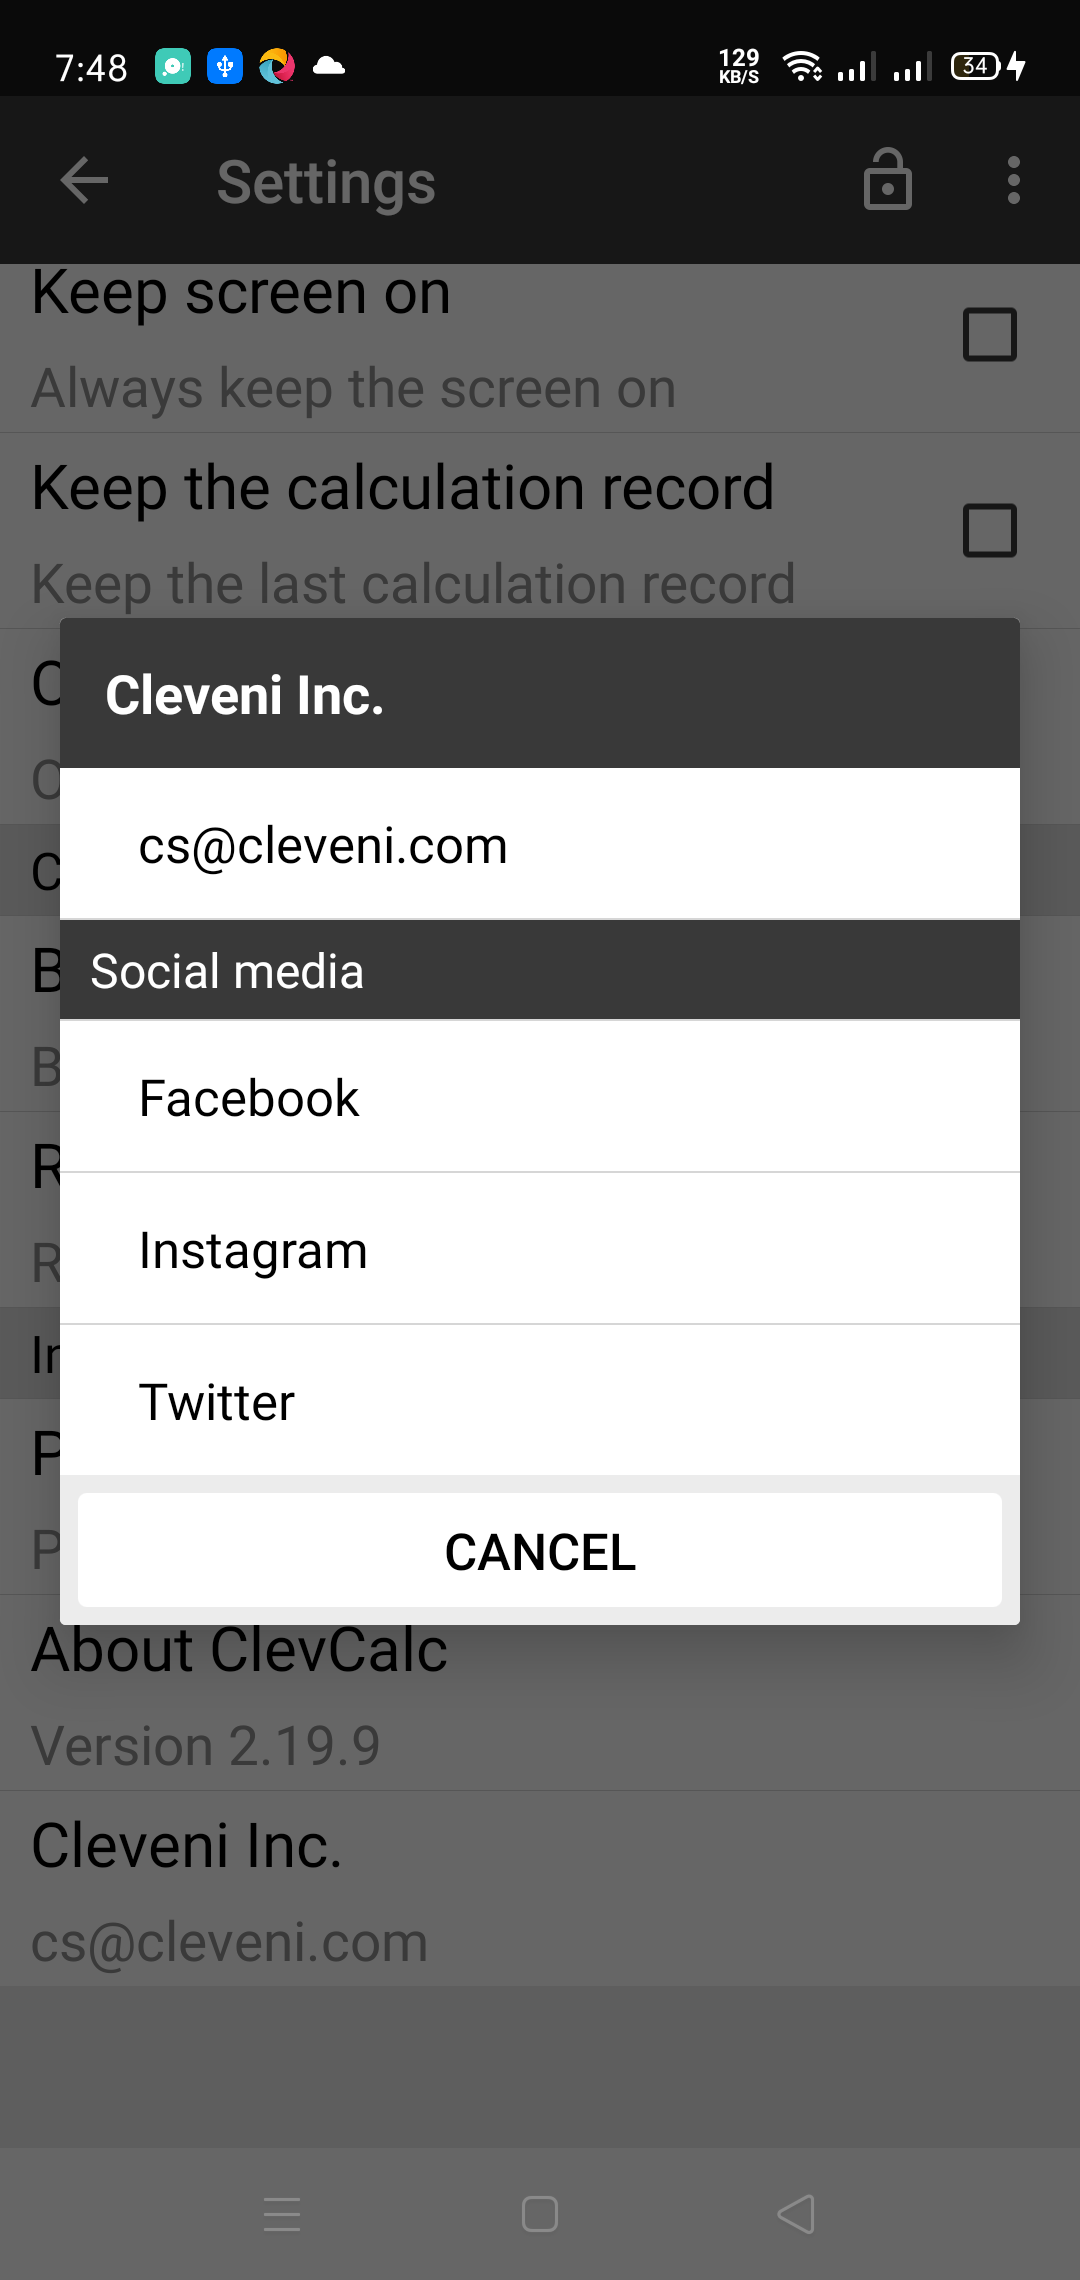 7:48
129
KB/S
34
Settings
Keep screen on
Always keep the screen on
Keep the calculation record
Keep the last calculation record
Cleveni Inc.
cs@cleveni.com
Social media
Facebook
Instagram
Twitter
CANCEL
About ClevCalc
Version 2.19.9
Cleveni Inc.
cs@cleveni.com